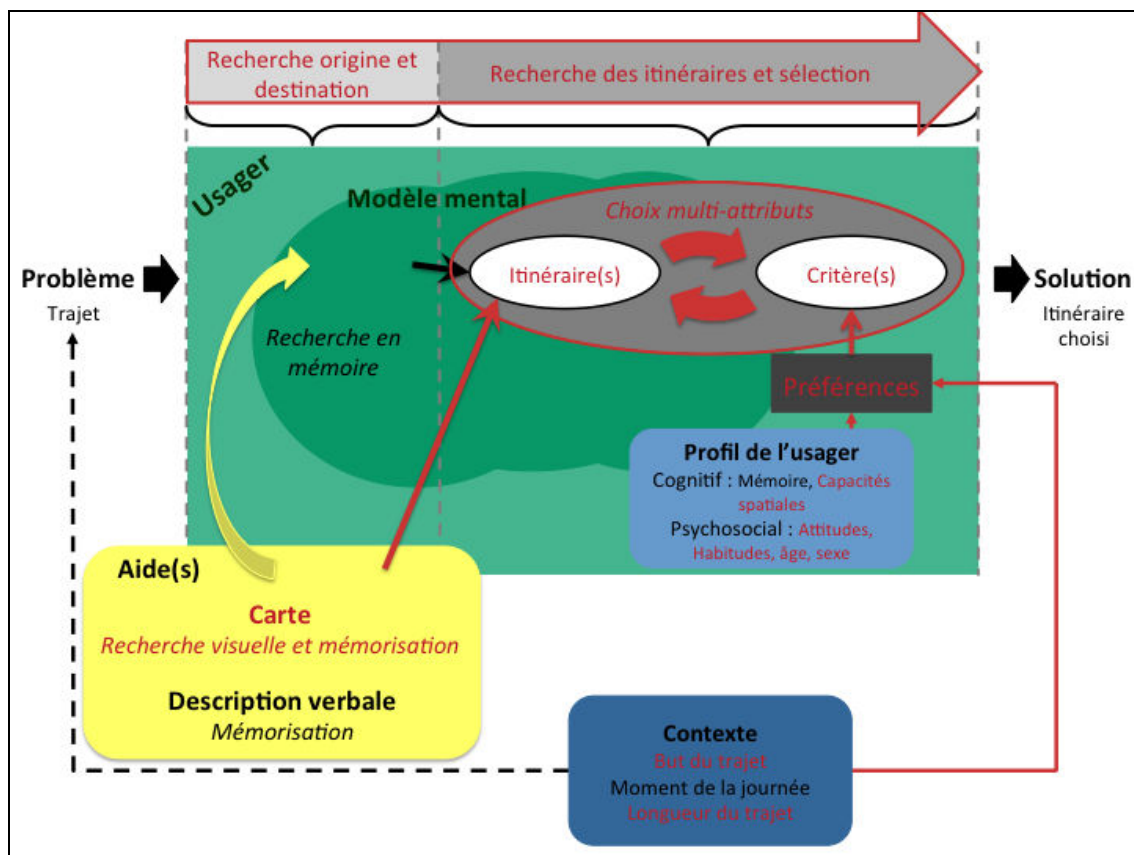 Recherche origine et
destination
Recherche des itinéraires et sélection
Usager
Modèle mental
Choix multi-attributs
Itinéraire(s)
Critère(s)
Problème
Trajet
Solution
Itinéraire
choisi
Recherche en
mémoire
Préférences
Profil de l’usager
Cognitif : Mémoire, Capacités
spatiales
Psychosocial : Attitudes,
Habitudes, âge, sexe
Aide(s)
Carte
Recherche visuelle et mémorisation
Description verbale
Mémorisation
Contexte
But du trajet
Moment de la journée
Longueur du trajet